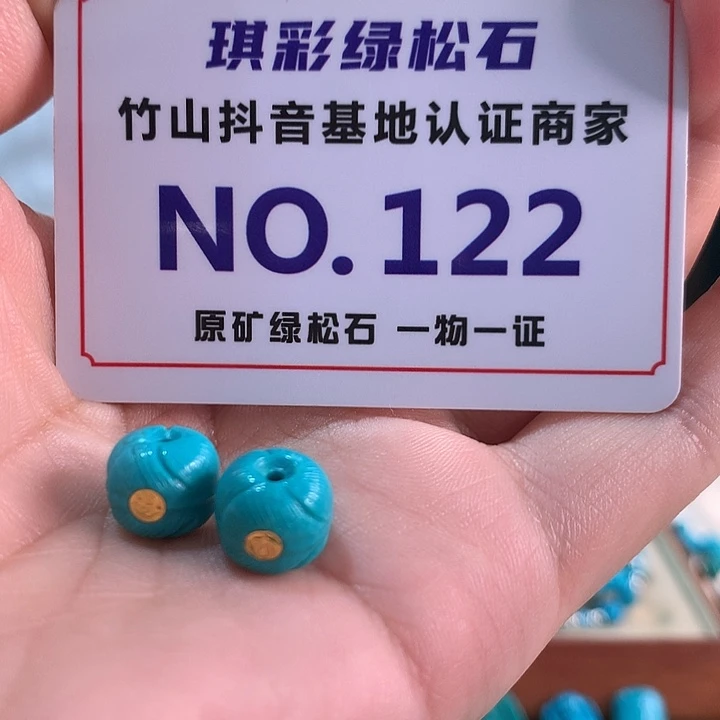 琪彩绿松石
竹山抖音基地认证商家
NO.122
原矿绿松石 一物一证